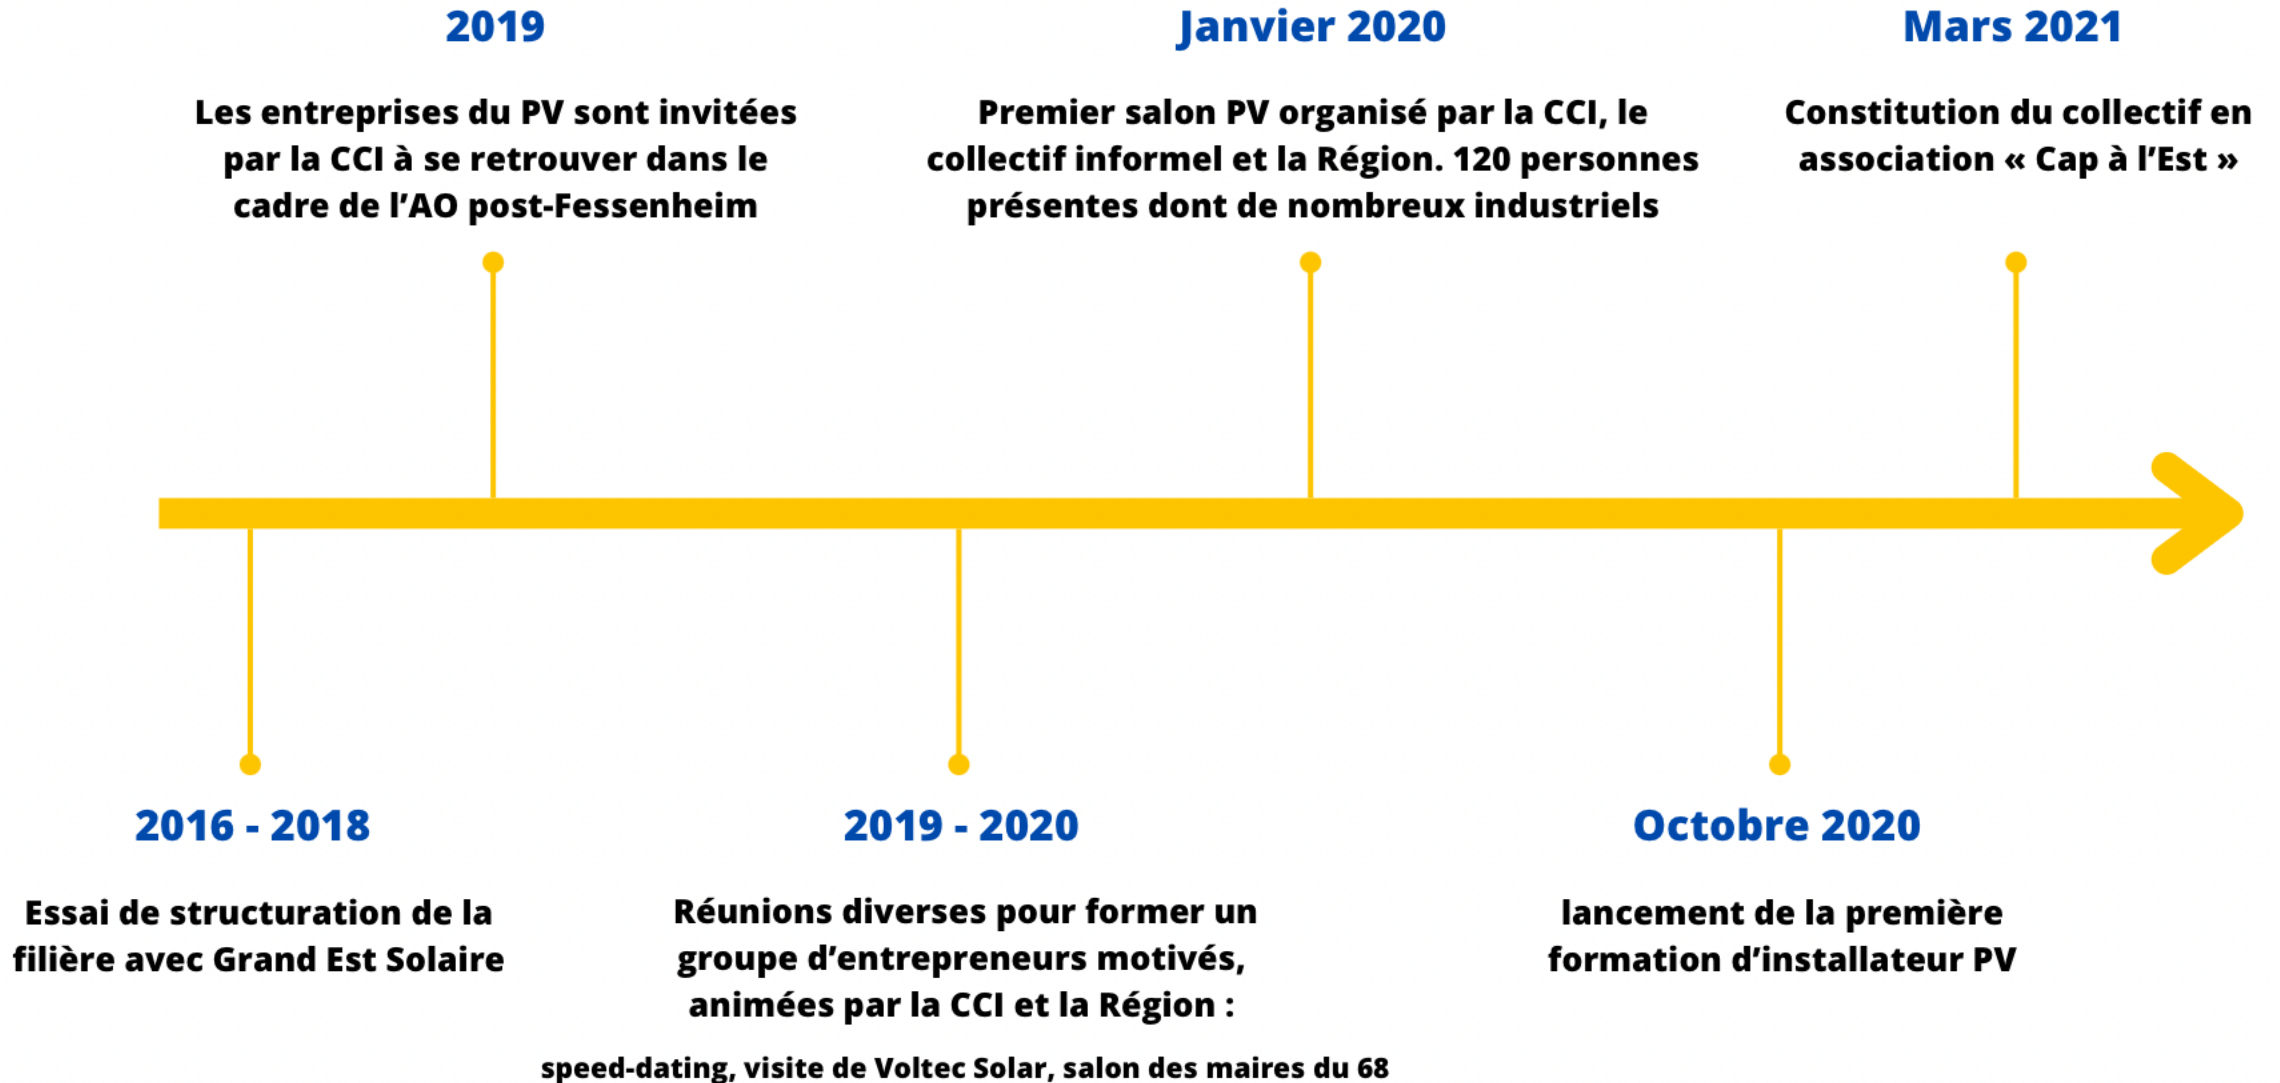 2019
Les entreprises du PV sont invitées
par la CCI à se retrouver dans le
cadre de l’AO post-Fessenheim
Janvier 2020
Premier salon PV organisé par la CCI, le
collectif informel et la Région. 120 personnes
présentes dont de nombreux industriels
Mars 2021
Constitution du collectif en
association « Cap à l’Est »
2016 - 2018
Essai de structuration de la
filière avec Grand Est Solaire
2019 - 2020
Réunions diverses pour former un
groupe d’entrepreneurs motivés,
animées par la CCI et la Région :
speed-dating, visite de Voltec Solar, salon des maires du 68
Octobre 2020
lancement de la première
formation d’installateur PV